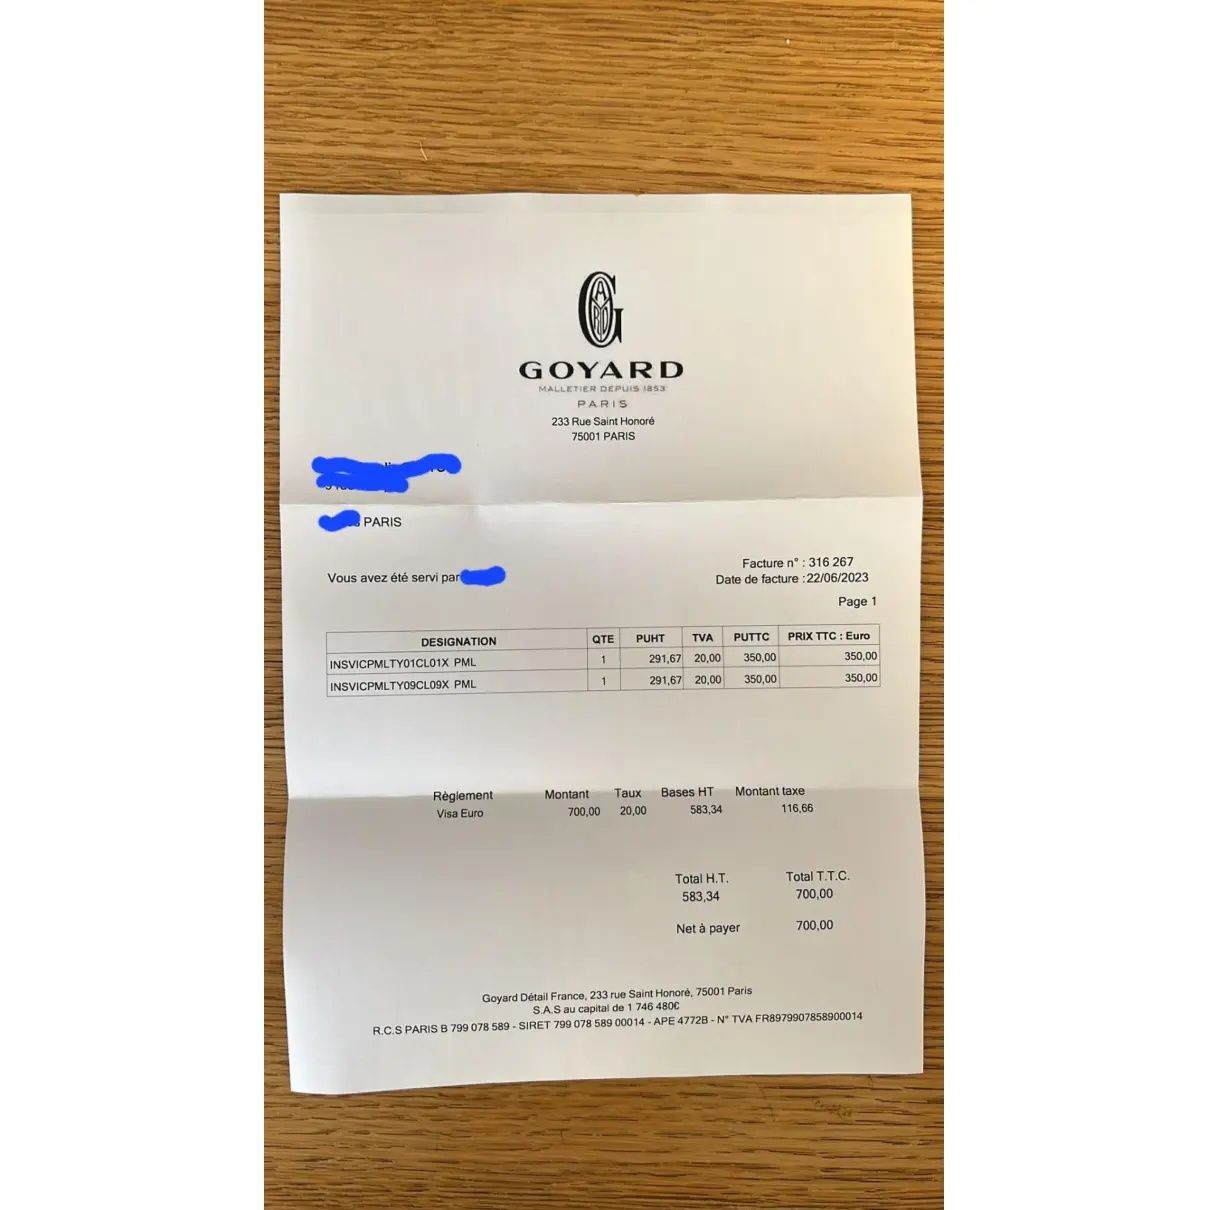 GOYARD
MALLETIER DEPUIS 1853
PARIS
233 Rue Saint Honoré
75001 PARIS
PARIS
Vous avez été servi par
Facture n° : 316 267
Date de facture : 22/06/2023
Page 1
DESIGNATION QTE PUHT TVA PUTTC PRIX TTC : Euro
INSVICPMLTY01CL01X PML 1 291,67 20,00 350,00 350,00
INSVICPMLTY09CL09X PML 1 291,67 20,00 350,00 350,00
Règlement Montant Taux Bases HT Montant taxe
Visa Euro 700,00 20,00 583,34 116,66
Total H.T. Total T.T.C.
583,34 700,00
Net à payer 700,00
Goyard Détail France, 233 rue Saint Honoré, 75001 Paris
S.A.S au capital de 1 746 480€
R.C.S PARIS B 799 078 589 - SIRET 799 078 589 00014 - APE 4772B - N° TVA FR8979907858900014